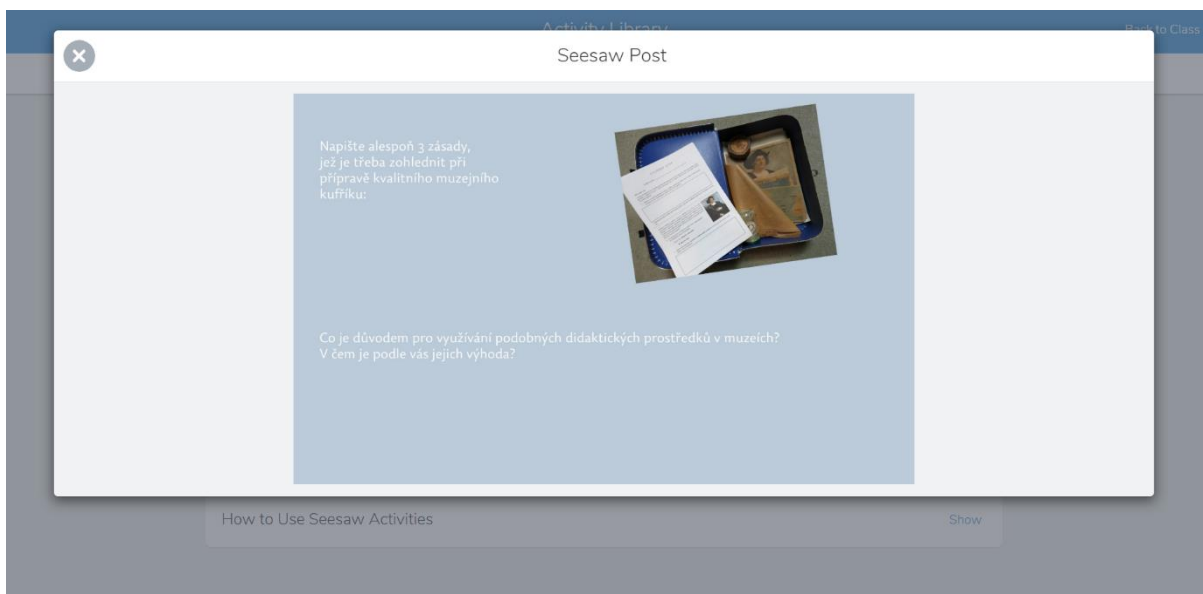 Activity Library
Back to Class
Seesaw Post
Napište alespoň 3 zásady,
jež je třeba zohlednit při
přípravě kvalitního muzejního
kufříku:
Co je důvodem pro využívání podobných didaktických prostředků v muzeích?
V čem je podle vás jejich výhoda?
How to Use Seesaw Activities
Show